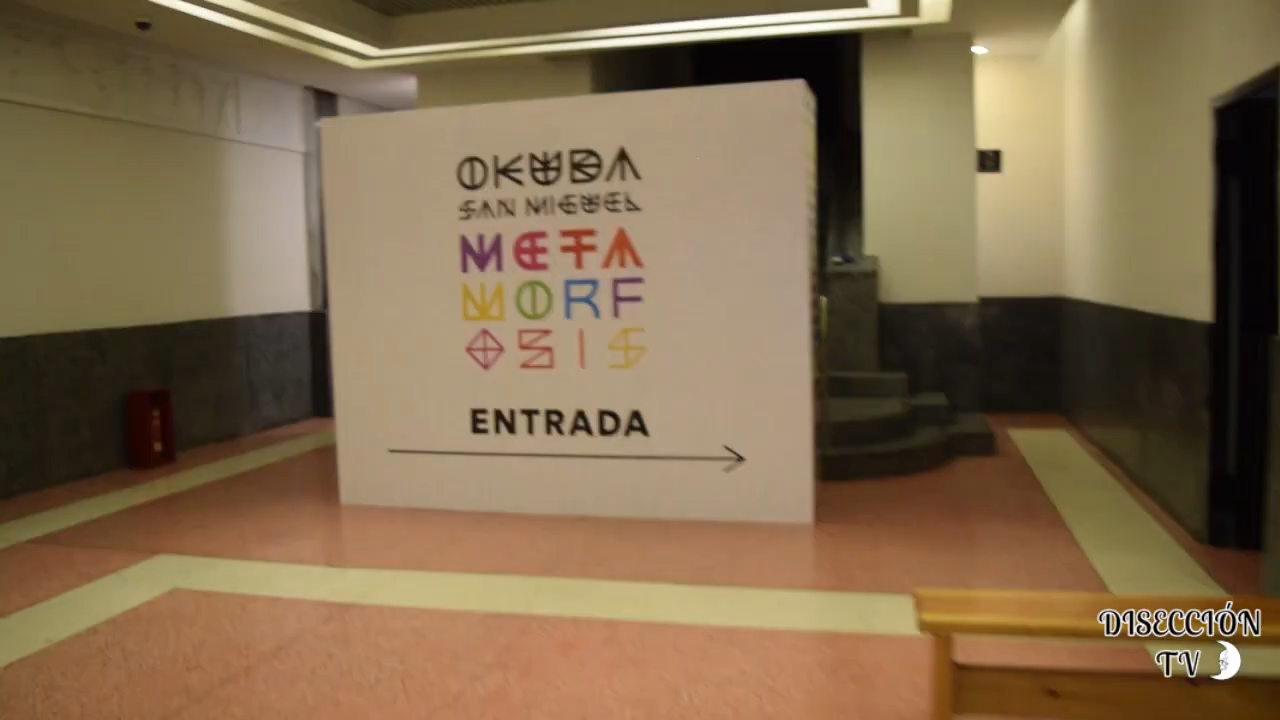 OKUDA
SAN MIGUEL
META
MORF
OSIS
ENTRADA
DISECCIÓN
TV